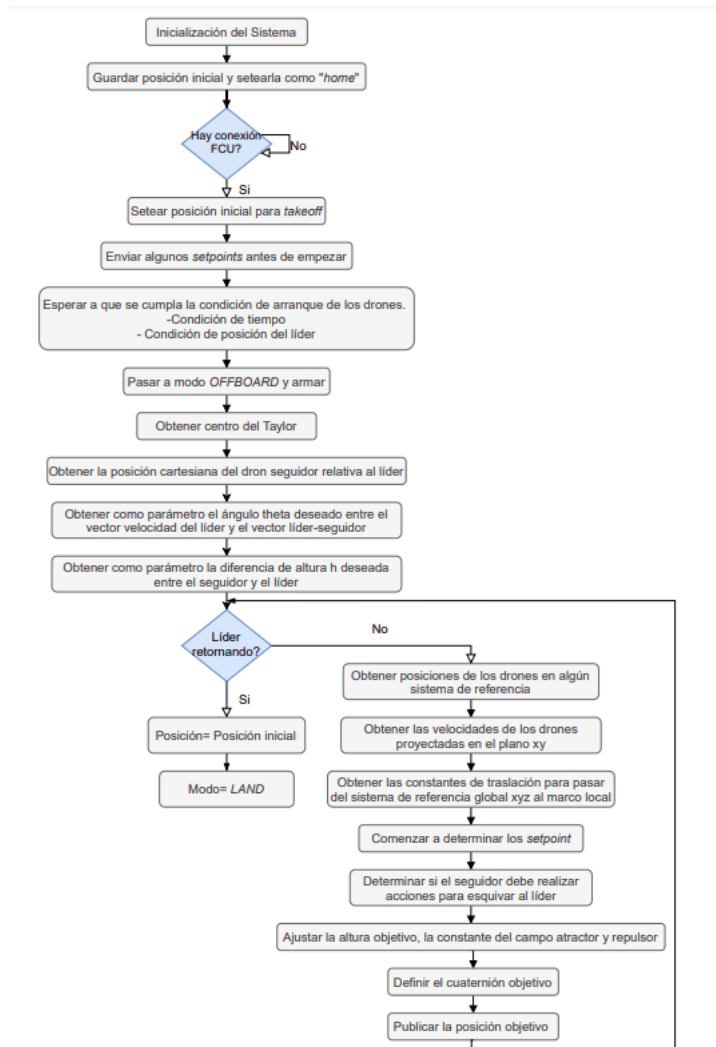 Inicialización del Sistema
Guardar posición inicial y setearla como "home"
Hay conexión
FCU?
No
Si
Setear posición inicial para takeoff
Enviar algunos setpoints antes de empezar
Esperar a que se cumpla la condición de arranque de los drones.
-Condición de tiempo
- Condición de posición del líder
Pasar a modo OFFBOARD y armar
Obtener centro del Taylor
Obtener la posición cartesiana del dron seguidor relativa al líder
Obtener como parámetro el ángulo theta deseado entre el
vector velocidad del líder y el vector líder-seguidor
Obtener como parámetro la diferencia de altura h deseada
entre el seguidor y el líder
Líder
retornando?
No
Si
Posición= Posición inicial
Modo= LAND
Obtener posiciones de los drones en algún
sistema de referencia
Obtener las velocidades de los drones
proyectadas en el plano xy
Obtener las constantes de traslación para pasar
del sistema de referencia global xyz al marco local
Comenzar a determinar los setpoint
Determinar si el seguidor debe realizar
acciones para esquivar al líder
Ajustar la altura objetivo, la constante del campo atractor y repulsor
Definir el cuaternión objetivo
Publicar la posición objetivo